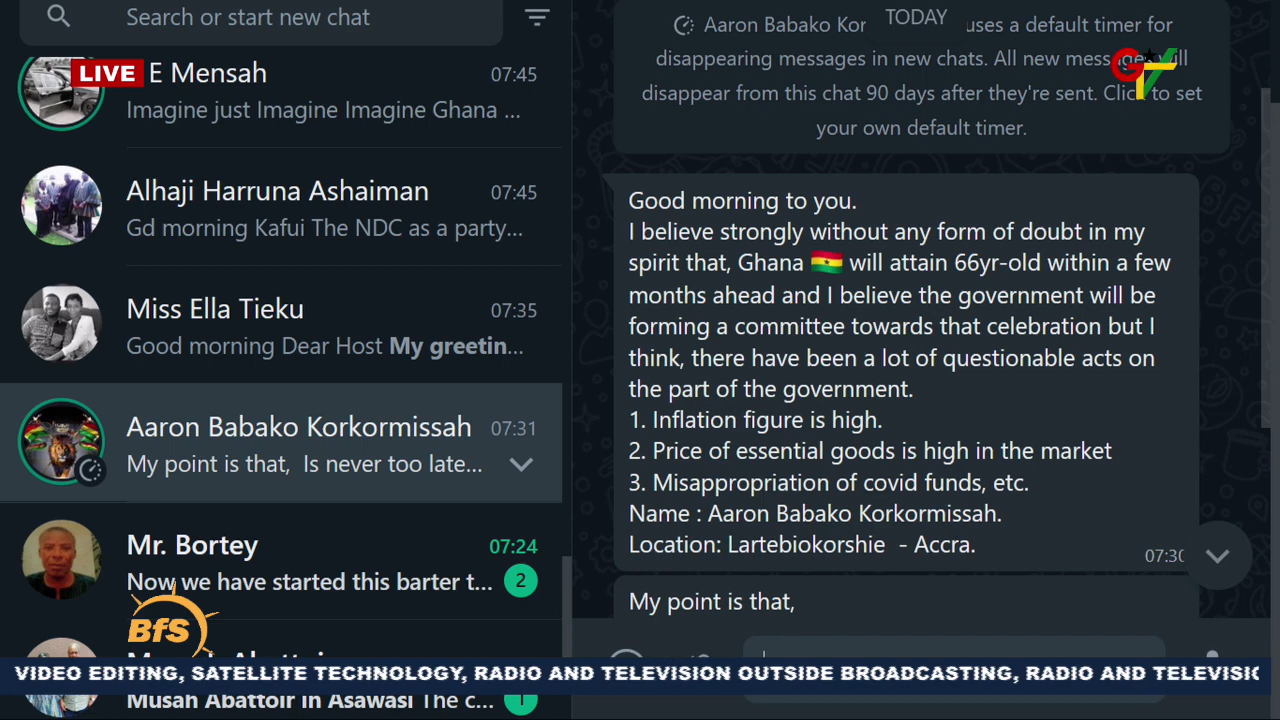 Search or start new chat
LIVE
E Mensah
07:45
Imagine just Imagine Imagine Ghana ...
Alhaji Harruna Ashaiman
07:45
Gd morning Kafui The NDC as a party...
Miss Ella Tieku
07:35
Good morning Dear Host My greetin...
Aaron Babako Korkormissah
07:31
My point is that, Is never too late...
Mr. Bortey
07:24
Now we have started this barter t...
2
BfS
Musah Abattoir in Asawasi The c...
1
TODAY
GTV
Aaron Babako Kor uses a default timer for
disappearing messages in new chats. All new messages will
disappear from this chat 90 days after they're sent. Click to set
your own default timer.
Good morning to you.
I believe strongly without any form of doubt in my
spirit that, Ghana 🇬🇭 will attain 66yr-old within a few
months ahead and I believe the government will be
forming a committee towards that celebration but I
think, there have been a lot of questionable acts on
the part of the government.
1. Inflation figure is high.
2. Price of essential goods is high in the market
3. Misappropriation of covid funds, etc.
Name : Aaron Babako Korkormissah.
Location: Lartebiokorshie - Accra.
07:30
My point is that,
VIDEO EDITING, SATELLITE TECHNOLOGY, RADIO AND TELEVISION OUTSIDE BROADCASTING, RADIO AND TELEVISIO